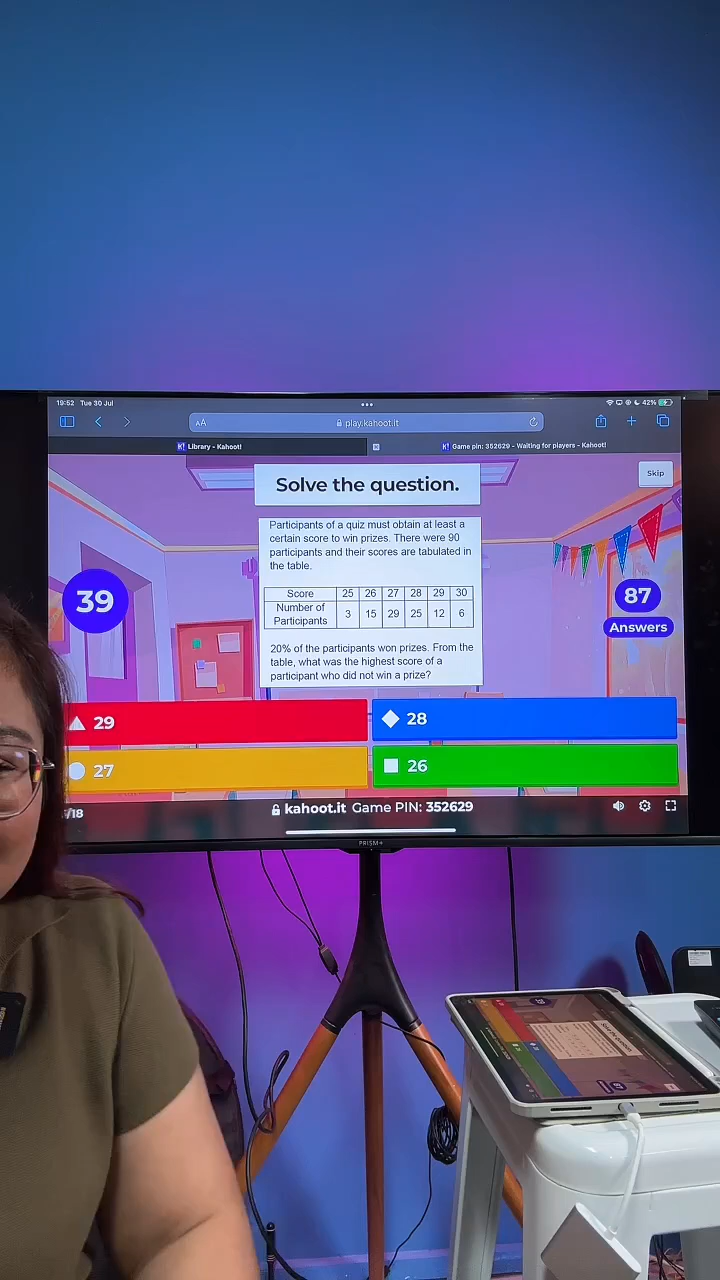 19:52 Tue 30 Jul
42%
AA
play.kahoot.it
K! Library - Kahoot!
K! Game pin: 352629 - Waiting for players - Kahoot!
Solve the question.
Skip
Participants of a quiz must obtain at least a
certain score to win prizes. There were 90
participants and their scores are tabulated in
the table.
Score 25 26 27 28 29 30
Number of
Participants 3 15 29 25 12 6
20% of the participants won prizes. From the
table, what was the highest score of a
participant who did not win a prize?
39
87
Answers
29
28
27
26
/18
kahoot.it Game PIN: 352629
PRISM+